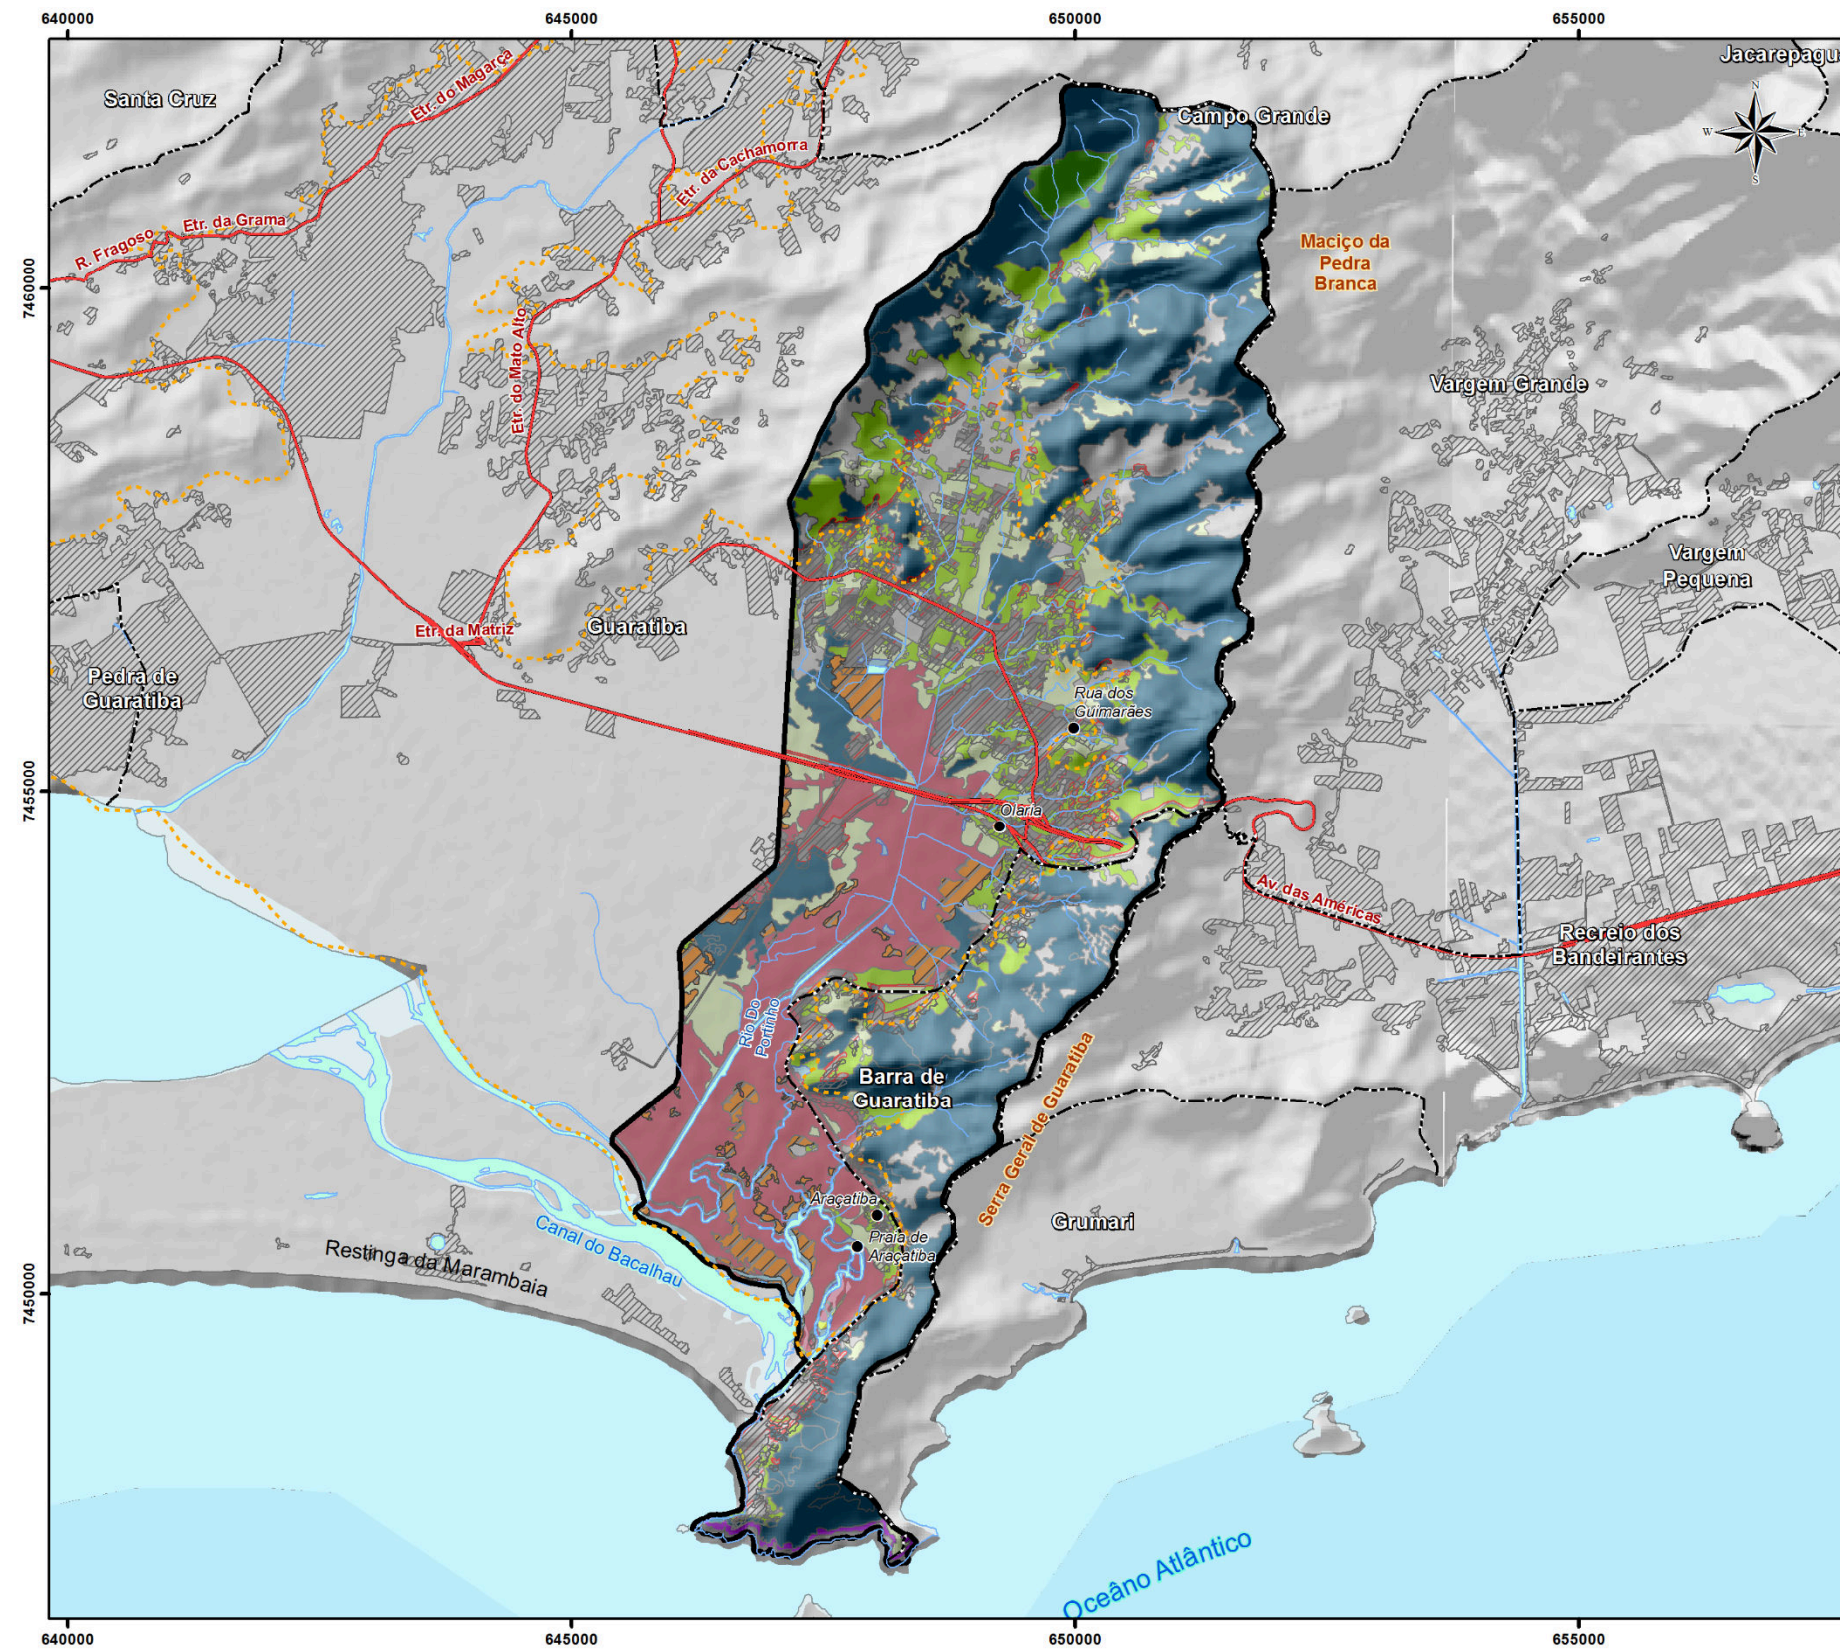 640000
645000
650000
655000
Jacarepagu
Santa Cruz
Etr. do Magarça
Campo Grande
N
W
E
S
Etr. da Cachamorra
Etr. da Grama
R. Fragoso
Maciço da
Pedra
Branca
7460000
Etr. do Mato Alto
Vargem Grande
Vargem
Pequena
Etr. da Matriz
Guaratiba
Pedra de
Guaratiba
Rua dos
Guimarães
7455000
Olaria
Av. das Américas
Recreio dos
Bandeirantes
Rio Do
Portinho
Barra de
Guaratiba
Serra Geral de Guaratiba
Araçatiba
Praia de
Araçatiba
Grumari
Canal do Bacalhau
Restinga da Marambaia
7450000
Oceâno Atlântico
640000
645000
650000
655000